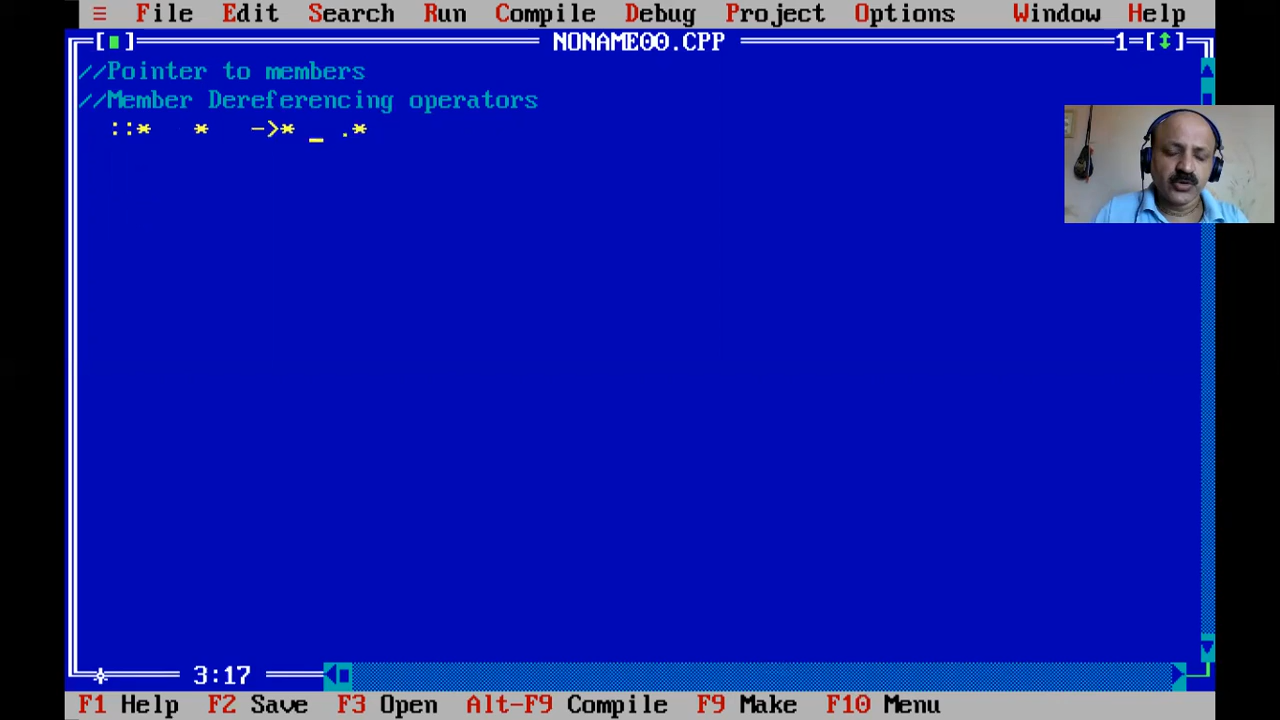 ≡ File Edit Search Run Compile Debug Project Options Window Help
[■] NONAME00.CPP 1=[↕]
//Pointer to members
//Member Dereferencing operators
::* * ->* _ .*
3:17
F1 Help F2 Save F3 Open Alt-F9 Compile F9 Make F10 Menu